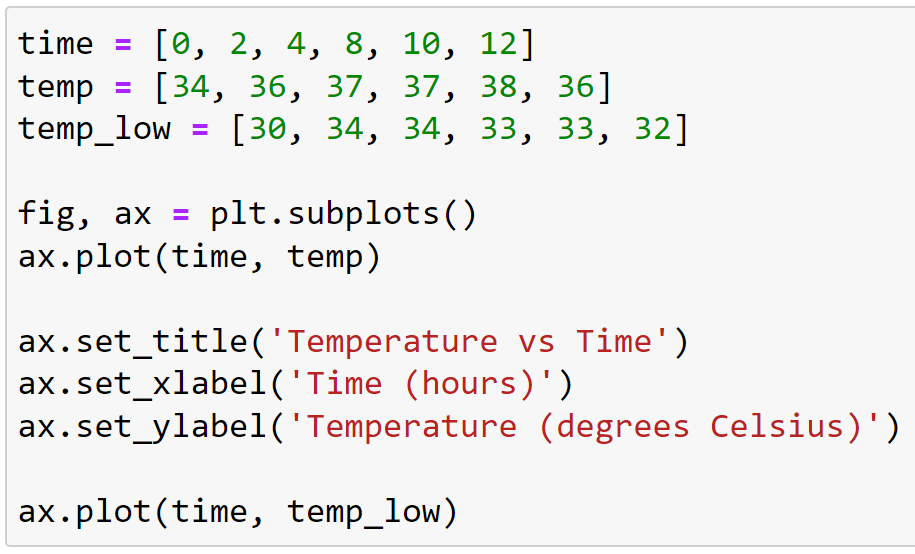 time = [0, 2, 4, 8, 10, 12]
temp = [34, 36, 37, 37, 38, 36]
temp_low = [30, 34, 34, 33, 33, 32]
fig, ax = plt.subplots()
ax.plot(time, temp)
ax.set_title('Temperature vs Time')
ax.set_xlabel('Time (hours)')
ax.set_ylabel('Temperature (degrees Celsius)')
ax.plot(time, temp_low)